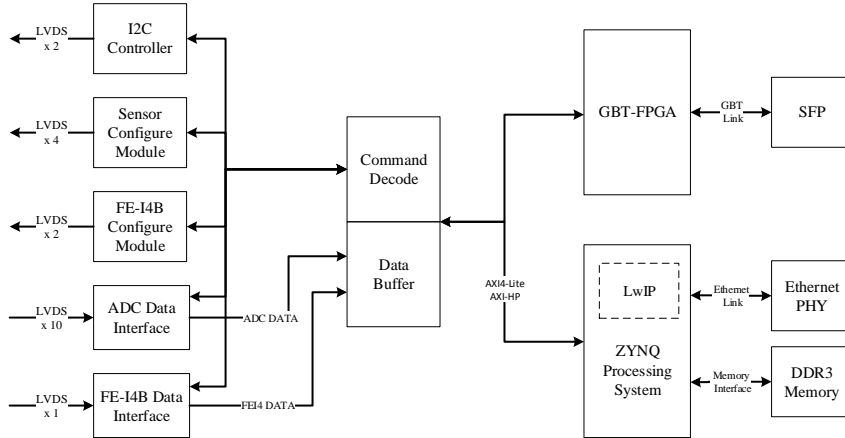 LVDS
x 2
I2C
Controller
LVDS
x 4
Sensor
Configure
Module
LVDS
x 2
FE-I4B
Configure
Module
LVDS
x 10
ADC Data
Interface
ADC DATA
LVDS
x 1
FE-I4B Data
Interface
FEI4 DATA
Command
Decode
Data
Buffer
AXI4-Lite
AXI-HP
GBT-FPGA
GBT
Link
SFP
LwIP
ZYNQ
Processing
System
Ethernet
Link
Ethernet
PHY
Memory
Interface
DDR3
Memory